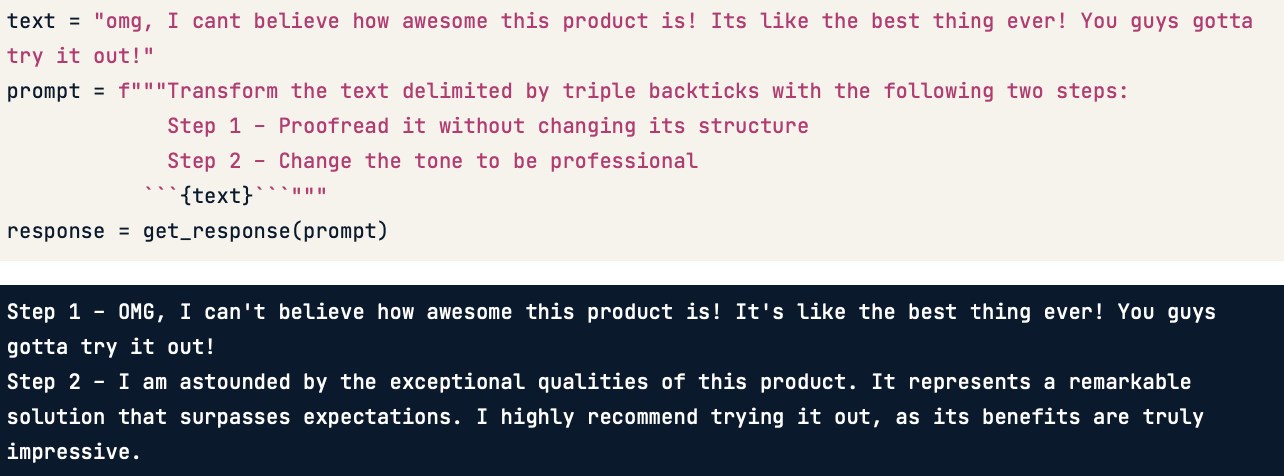 text = "omg, I cant believe how awesome this product is! Its like the best thing ever! You guys gotta
try it out!"
prompt = f"""Transform the text delimited by triple backticks with the following two steps:
Step 1 – Proofread it without changing its structure
Step 2 – Change the tone to be professional
```{text}```"""
response = get_response(prompt)
Step 1 – OMG, I can't believe how awesome this product is! It's like the best thing ever! You guys
gotta try it out!
Step 2 – I am astounded by the exceptional qualities of this product. It represents a remarkable
solution that surpasses expectations. I highly recommend trying it out, as its benefits are truly
impressive.